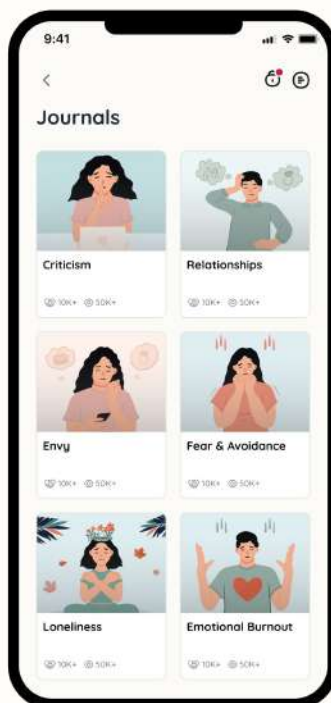 9:41
Journals
Criticism
Relationships
10K+ 50K+
10K+ 50K+
Envy
Fear & Avoidance
10K+ 50K+
10K+ 50K+
Loneliness
Emotional Burnout
10K+ 50K+
10K+ 50K+